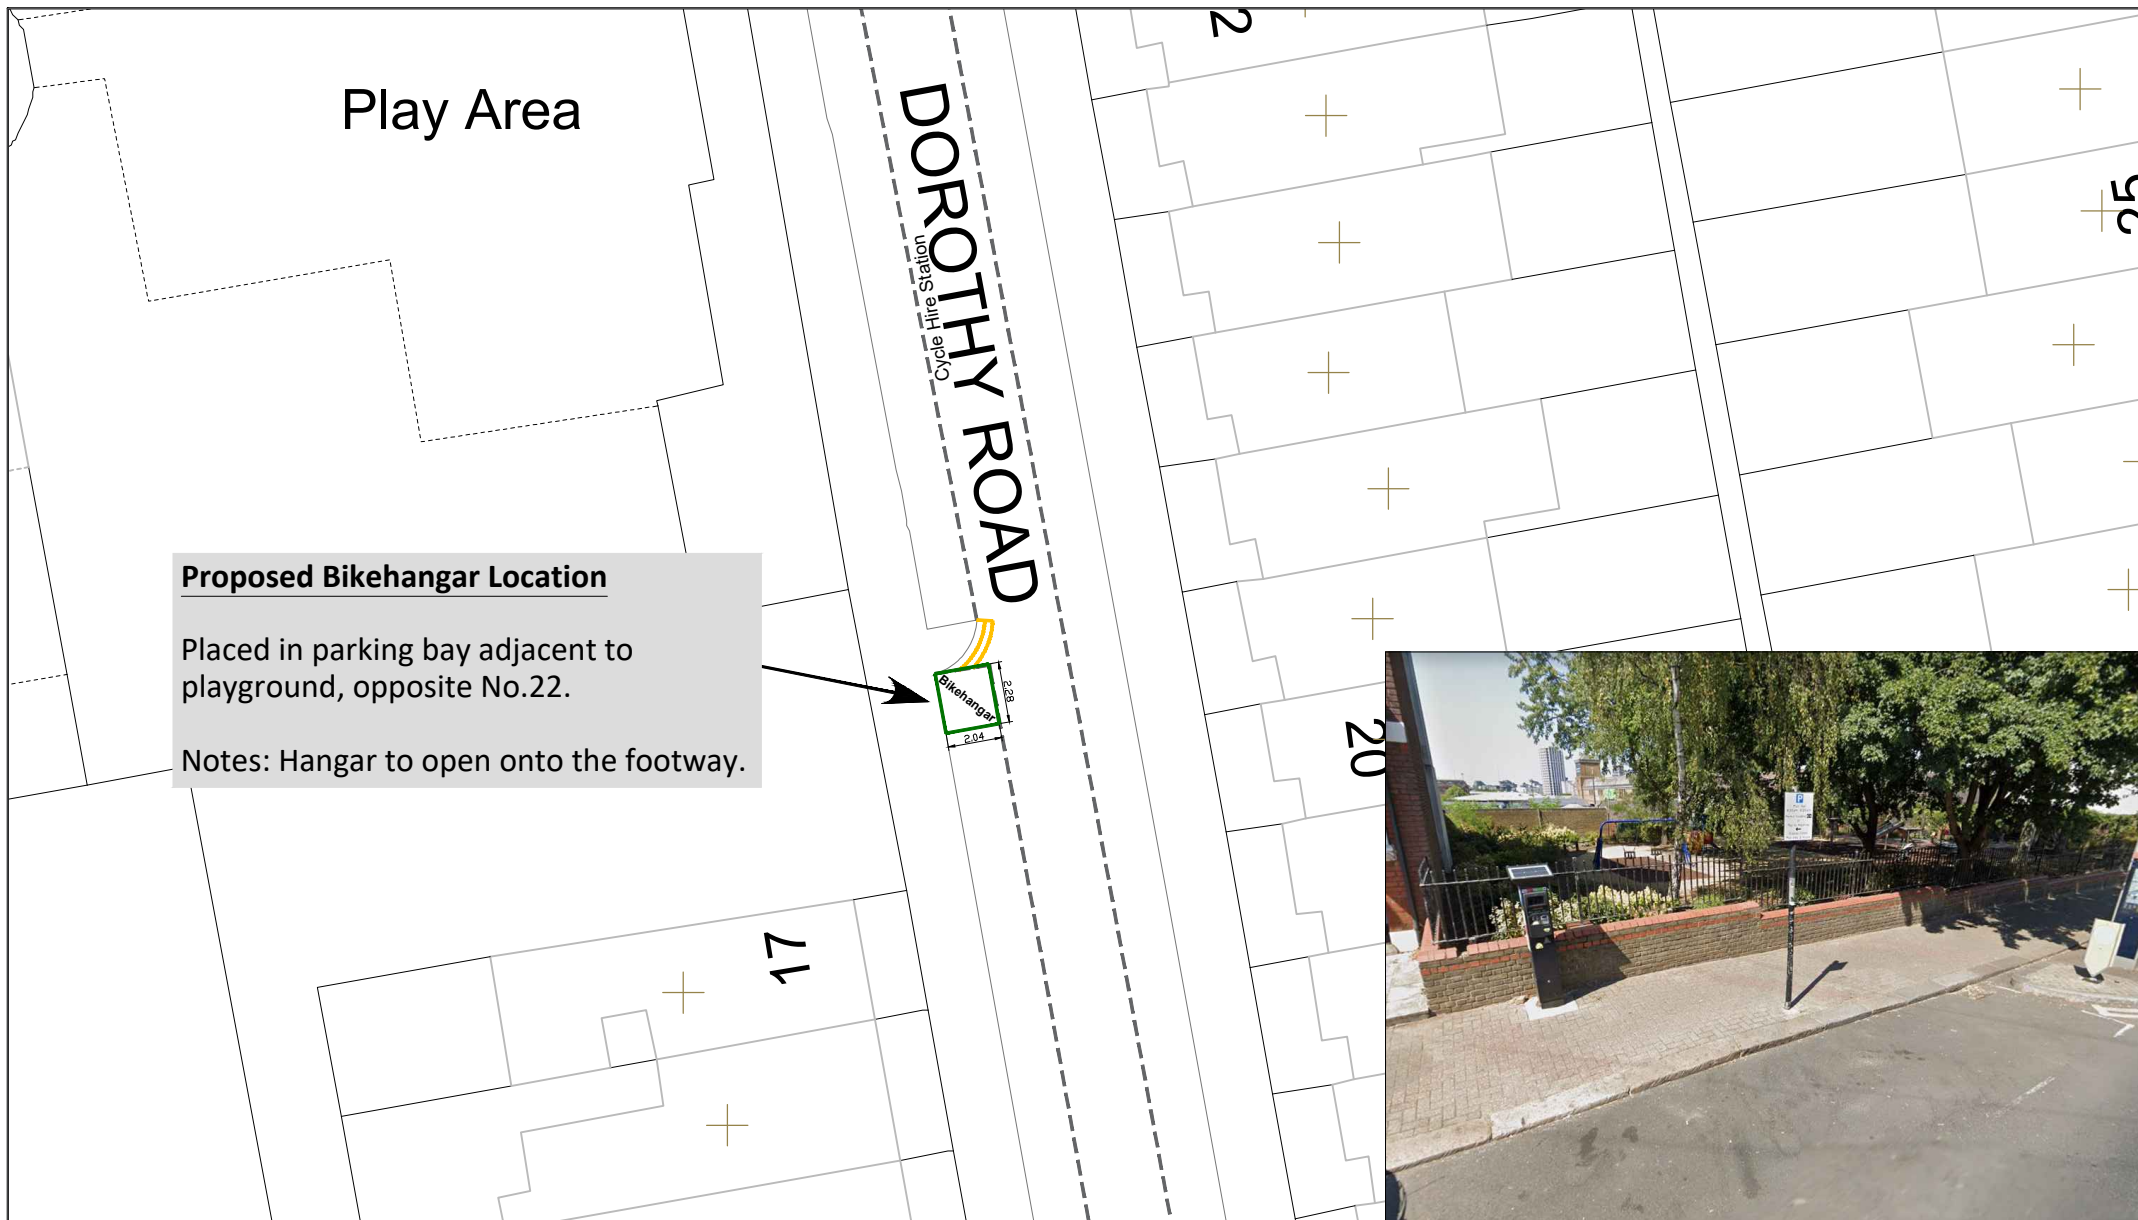 Play Area
2
DOROTHY ROAD
Cycle Hire Station
25
Proposed Bikehangar Location
Placed in parking bay adjacent to
playground, opposite No.22.
Notes: Hangar to open onto the footway.
Bikehangar
2.28
2.04
20
17
P